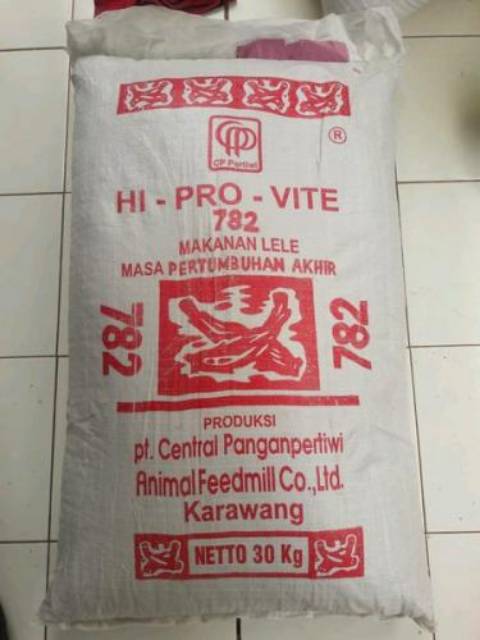 CP Pertiwi
®
HI - PRO - VITE
782
MAKANAN LELE
MASA PERTUMBUHAN AKHIR
782
782
PRODUKSI
pt. Central Panganpertiwi
Animal Feedmill Co.,Ltd.
Karawang
NETTO 30 Kg